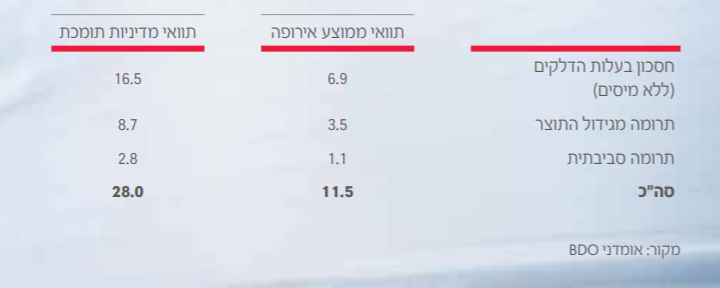 תוואי ממוצע אירופה תוואי מדיניות תומכת
חסכון בעלות הדלקים
(ללא מיסים) 6.9 16.5
תרומה מגידול התוצר 3.5 8.7
תרומה סביבתית 1.1 2.8
סה"כ 11.5 28.0
מקור: אומדני BDO